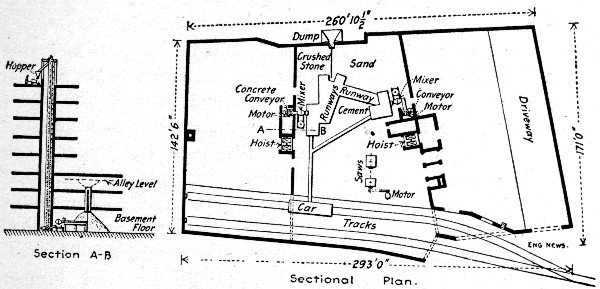 Hopper
Alley Level
Basement
Floor
Section A-B
260' 10 1/2"
142' 6"
Dump
Crushed
Stone
Sand
Mixer
Runways
Runway
Cement
Mixer
Conveyor
Motor
Concrete
Conveyor
Motor
A
B
Hoist
Hoist
Saws
Motor
Driveway
171' 0"
Car
Tracks
ENG NEWS.
293' 0"
Sectional Plan.